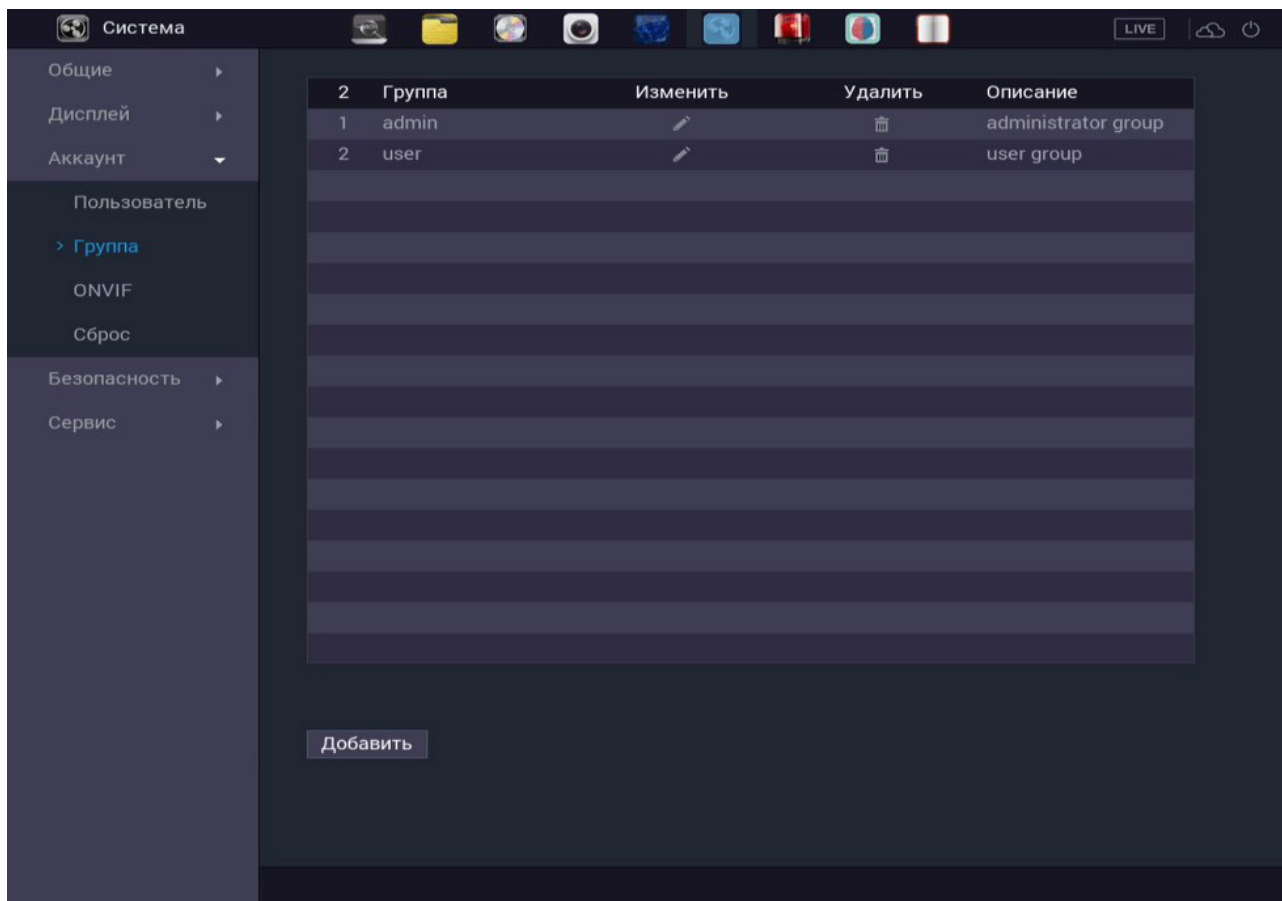 Система LIVE
Общие
Дисплей
Аккаунт
Пользователь
> Группа
ONVIF
Сброс
Безопасность
Сервис
2 Группа Изменить Удалить Описание
1 admin administrator group
2 user user group
Добавить